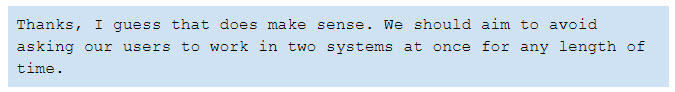 Thanks, I guess that does make sense. We should aim to avoid
asking our users to work in two systems at once for any length of
time.